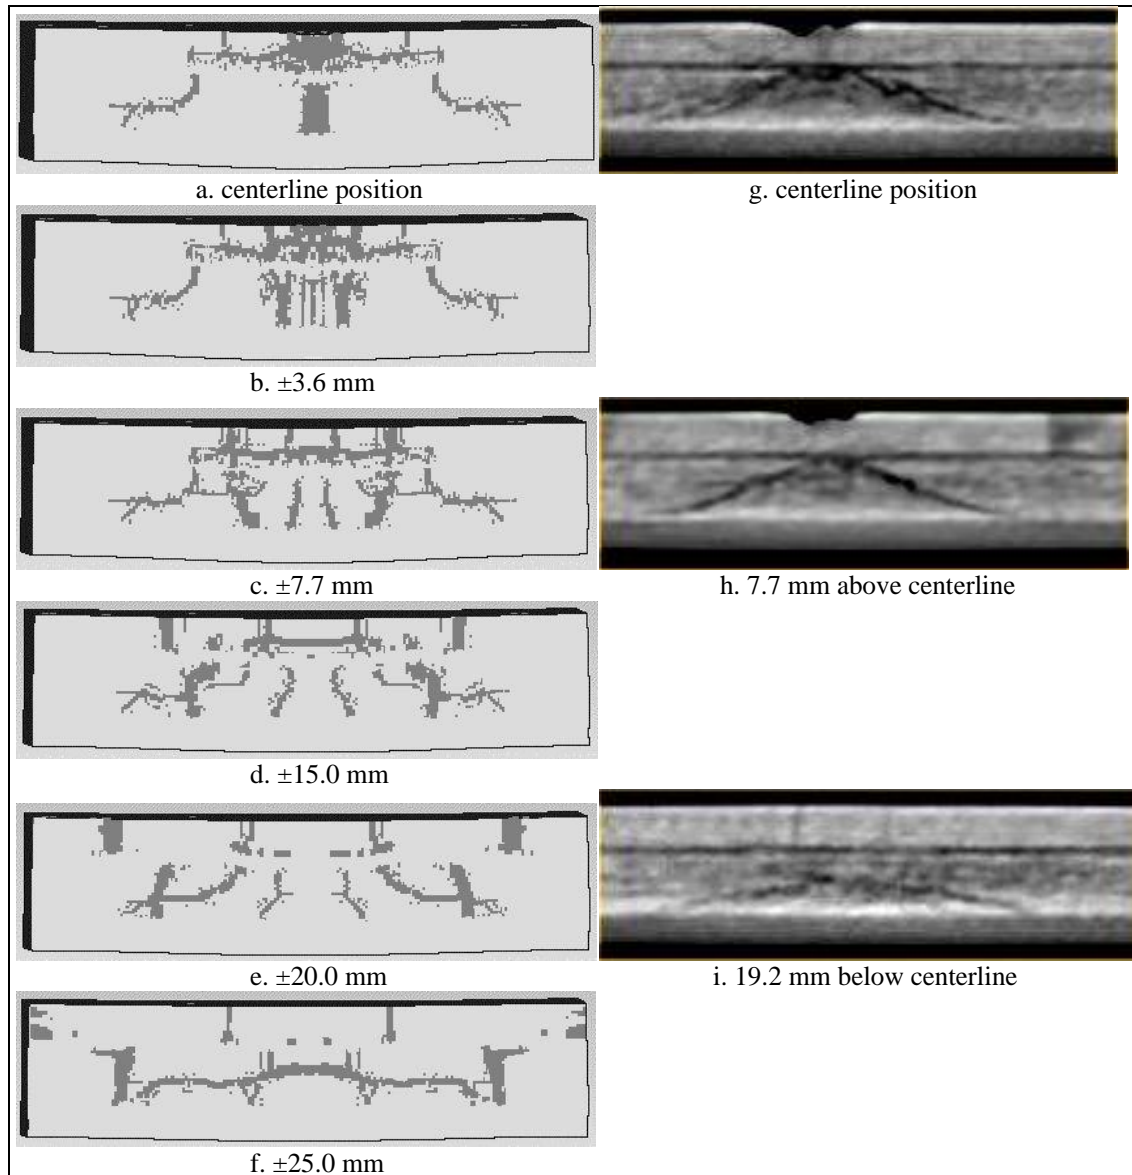 a. centerline position
g. centerline position
b. ±3.6 mm
c. ±7.7 mm
h. 7.7 mm above centerline
d. ±15.0 mm
e. ±20.0 mm
i. 19.2 mm below centerline
f. ±25.0 mm